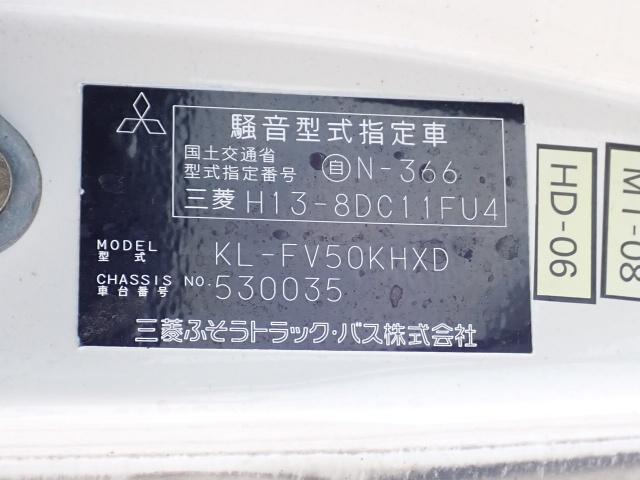 騒音型式指定車
国土交通省
型式指定番号 自N-366
三菱 H13-8DC11FU4
MODEL
型式 KL-FV50KHXD
CHASSIS NO.
車台番号 530035
三菱ふそうトラック・バス株式会社
HD-06
MT-08